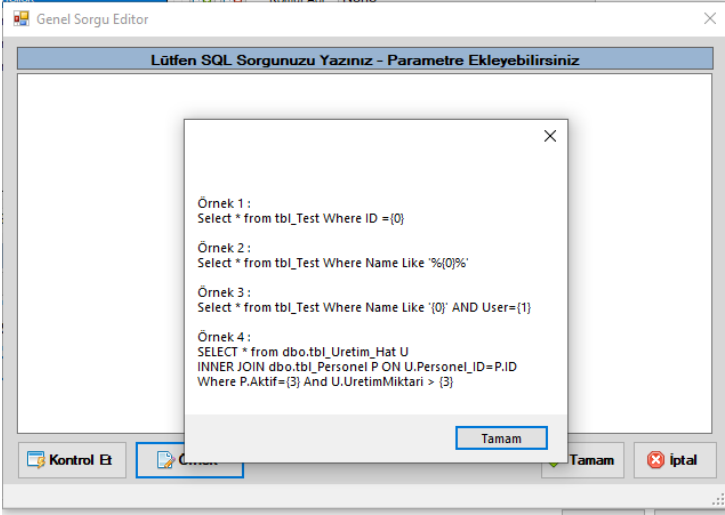 Genel Sorgu Editor
Lütfen SQL Sorgunuzu Yazınız - Parametre Ekleyebilirsiniz
Örnek 1 :
Select * from tbl_Test Where ID ={0}
Örnek 2 :
Select * from tbl_Test Where Name Like '%{0}%'
Örnek 3 :
Select * from tbl_Test Where Name Like '{0}' AND User={1}
Örnek 4 :
SELECT * from dbo.tbl_Uretim_Hat U
INNER JOIN dbo.tbl_Personel P ON U.Personel_ID=P.ID
Where P.Aktif={3} And U.UretimMiktari > {3}
Tamam
Kontrol Et
Tamam
İptal